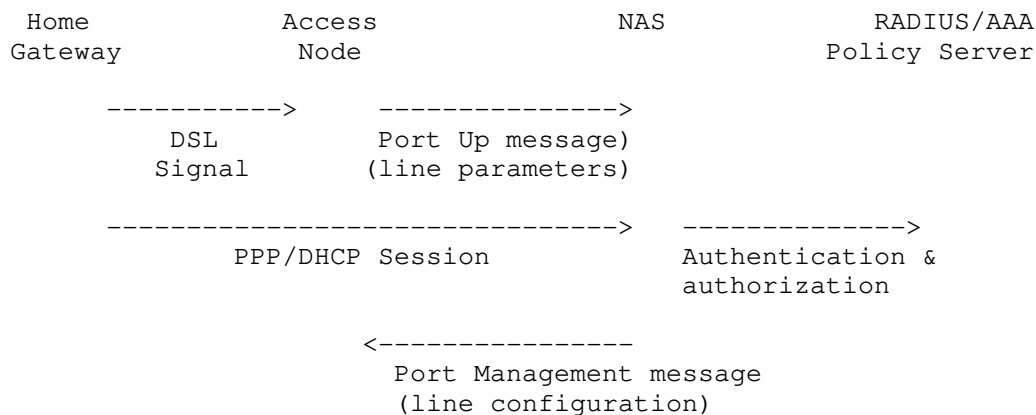 Home Access NAS RADIUS/AAA
Gateway Node Policy Server
-----------> --------------->
DSL Port Up message)
Signal (line parameters)
--------------------------------> -------------->
PPP/DHCP Session Authentication &
authorization
<----------------
Port Management message
(line configuration)